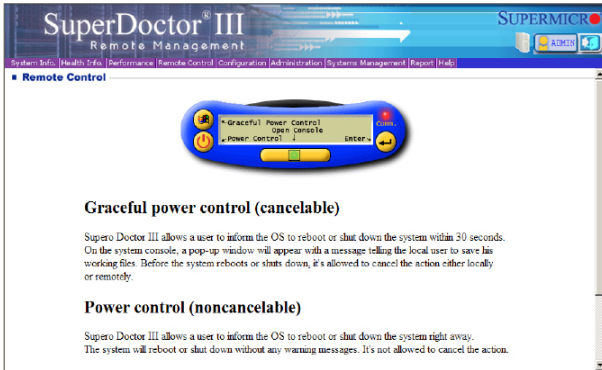 SuperDoctor® III
Remote Management
SUPERMICR
ADMIN
System Info. |Health Info. |Performance |Remote Control |Configuration |Administration |Systems Management |Report |Help|
Remote Control
Graceful Power Control
Open Console
Power Control ↓ Enter
Comm.
Graceful power control (cancelable)
Supero Doctor III allows a user to inform the OS to reboot or shut down the system within 30 seconds.
On the system console, a pop-up window will appear with a message telling the local user to save his
working files. Before the system reboots or shuts down, it's allowed to cancel the action either locally
or remotely.
Power control (noncancelable)
Supero Doctor III allows a user to inform the OS to reboot or shut down the system right away.
The system will reboot or shut down without any warning messages. It's not allowed to cancel the action.